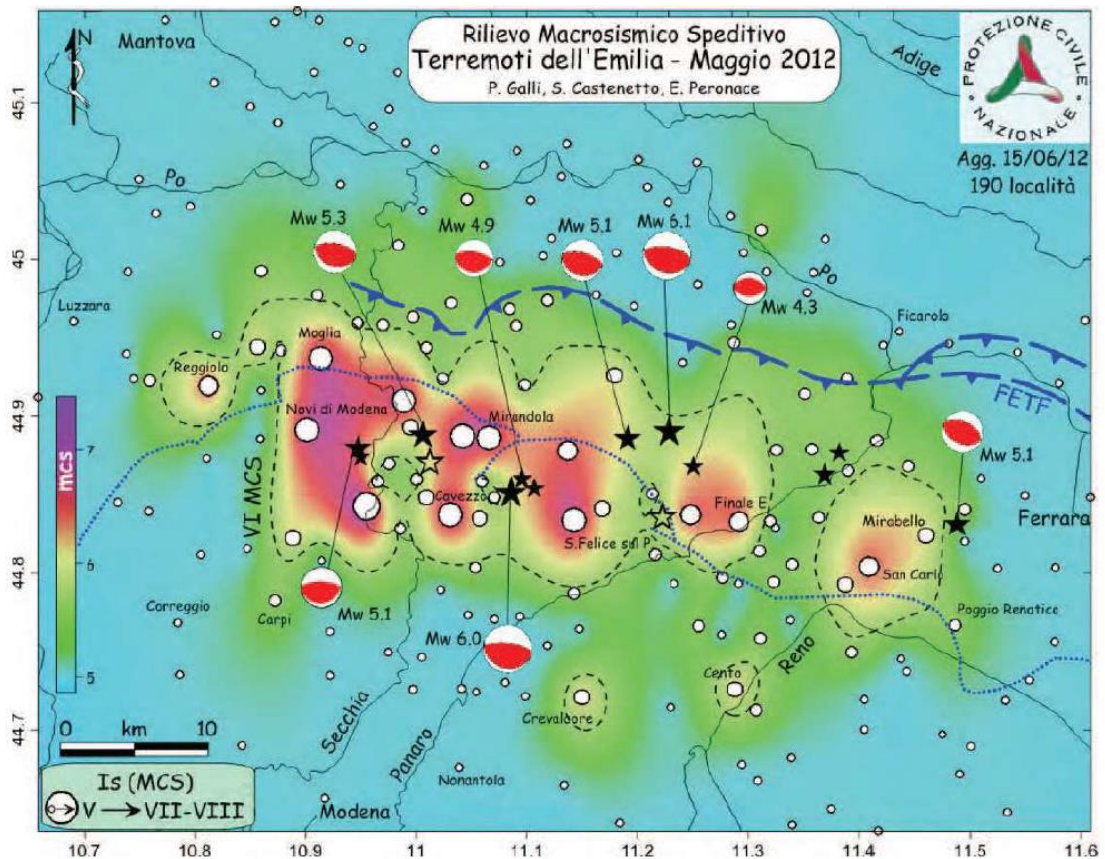 Rilievo Macrosismico Speditivo
Terremoti dell'Emilia - Maggio 2012
P. Galli, S. Castenetto, E. Peronace
PROTEZIONE CIVILE
NAZIONALE
Agg. 15/06/12
190 località
N
Mantova
Adige
45.1
Po
Mw 5.3
Mw 4.9
Mw 5.1
Mw 6.1
45
Po
Mw 4.3
Luzzara
Ficarolo
Moglia
Reggiolo
FETF
44.9
Novi di Modena
Mirandola
mcs
7
Mw 5.1
VI MCS
Cavezzo
Finale E.
Ferrara
6
S.Felice sul P.
Mirabello
44.8
San Carlo
Correggio
Carpi
Mw 5.1
Poggio Renatico
Mw 6.0
5
Reno
Cento
0 km 10
Secchia
Crevalcore
44.7
Panaro
Nonantola
Is (MCS)
V VII-VIII
Modena
10.7 10.8 10.9 11 11.1 11.2 11.3 11.4 11.5 11.6